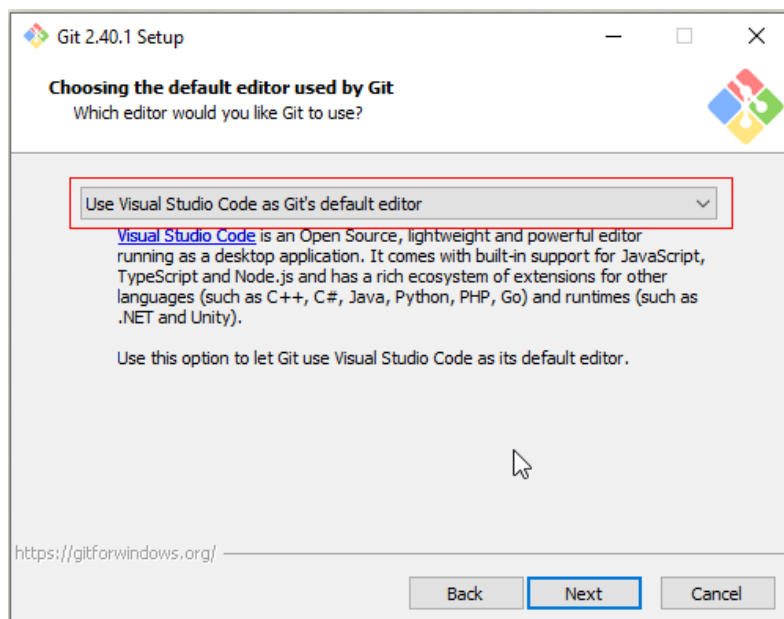 Git 2.40.1 Setup
Choosing the default editor used by Git
Which editor would you like Git to use?
Use Visual Studio Code as Git's default editor
Visual Studio Code is an Open Source, lightweight and powerful editor
running as a desktop application. It comes with built-in support for JavaScript,
TypeScript and Node.js and has a rich ecosystem of extensions for other
languages (such as C++, C#, Java, Python, PHP, Go) and runtimes (such as
.NET and Unity).
Use this option to let Git use Visual Studio Code as its default editor.
https://gitforwindows.org/
Back Next Cancel